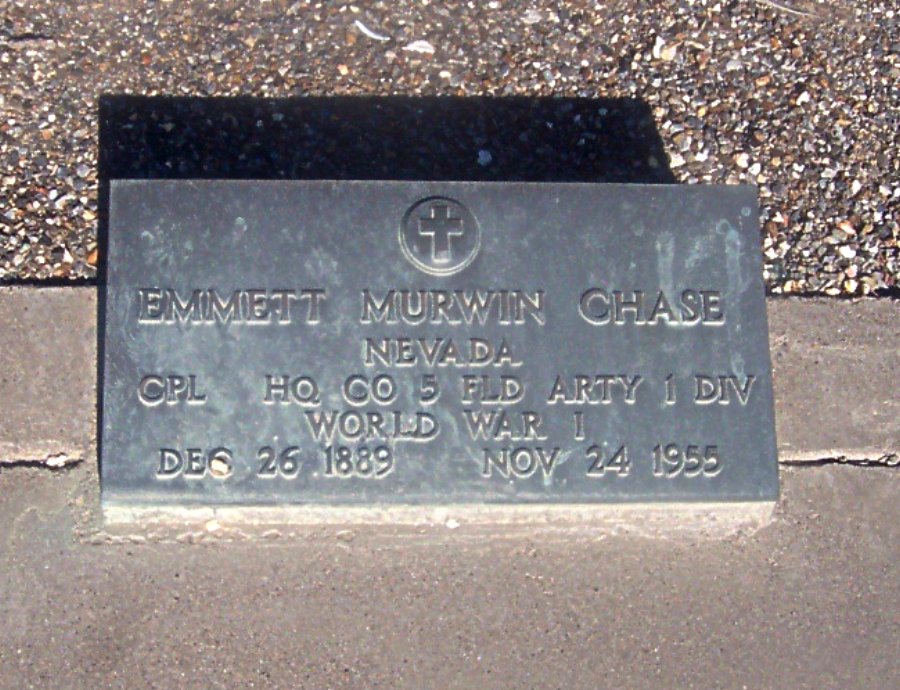 EMMETT MURWIN CHASE
NEVADA
CPL HQ CO 5 FLD ARTY 1 DIV
WORLD WAR I
DEC 26 1889 NOV 24 1955